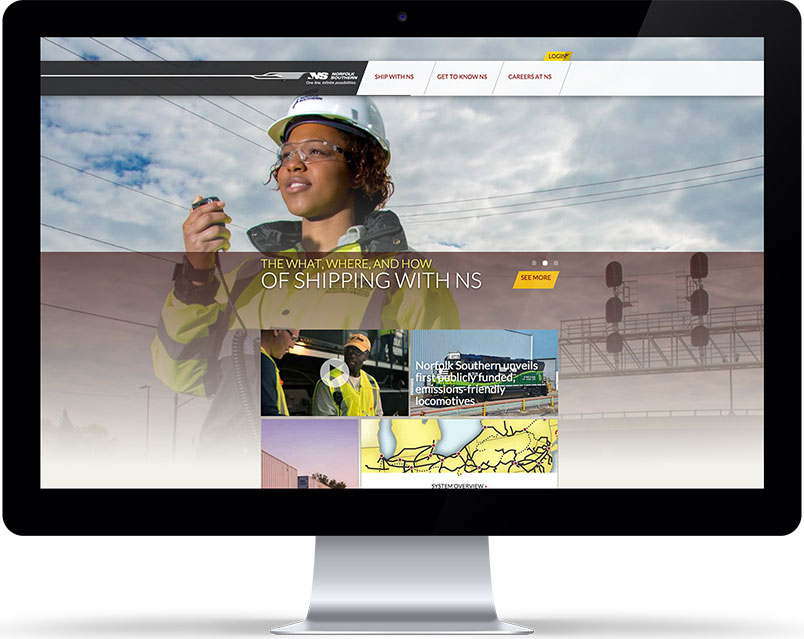 LOGIN
NS NORFOLK
SOUTHERN
One line, infinite possibilities.
SHIP WITH NS
GET TO KNOW NS
CAREERS AT NS
THE WHAT, WHERE, AND HOW
OF SHIPPING WITH NS
SEE MORE
Norfolk Southern unveils
first publicly funded,
emissions-friendly
locomotives
SYSTEM OVERVIEW +